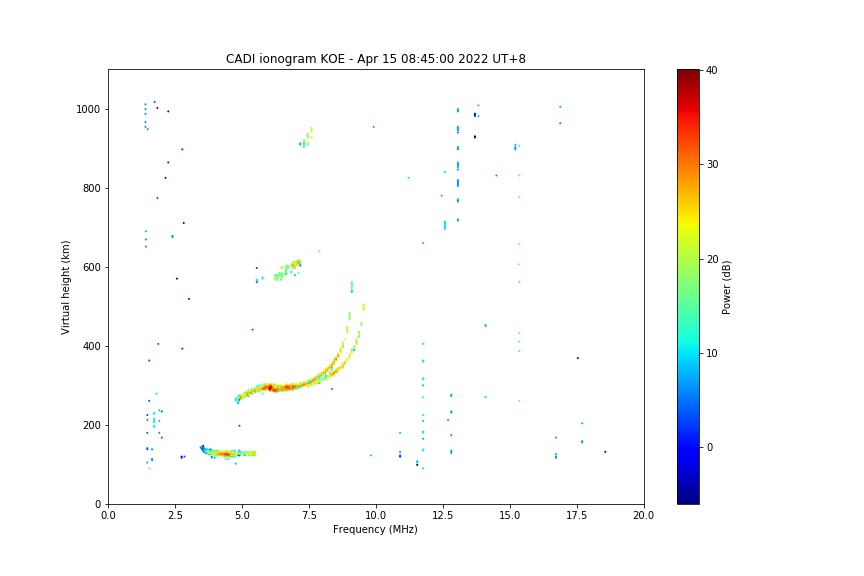 CADI ionogram KOE - Apr 15 08:45:00 2022 UT+8
1000
800
600
400
200
0
Virtual height (km)
0.0 2.5 5.0 7.5 10.0 12.5 15.0 17.5 20.0
Frequency (MHz)
40
30
20
10
0
Power (dB)